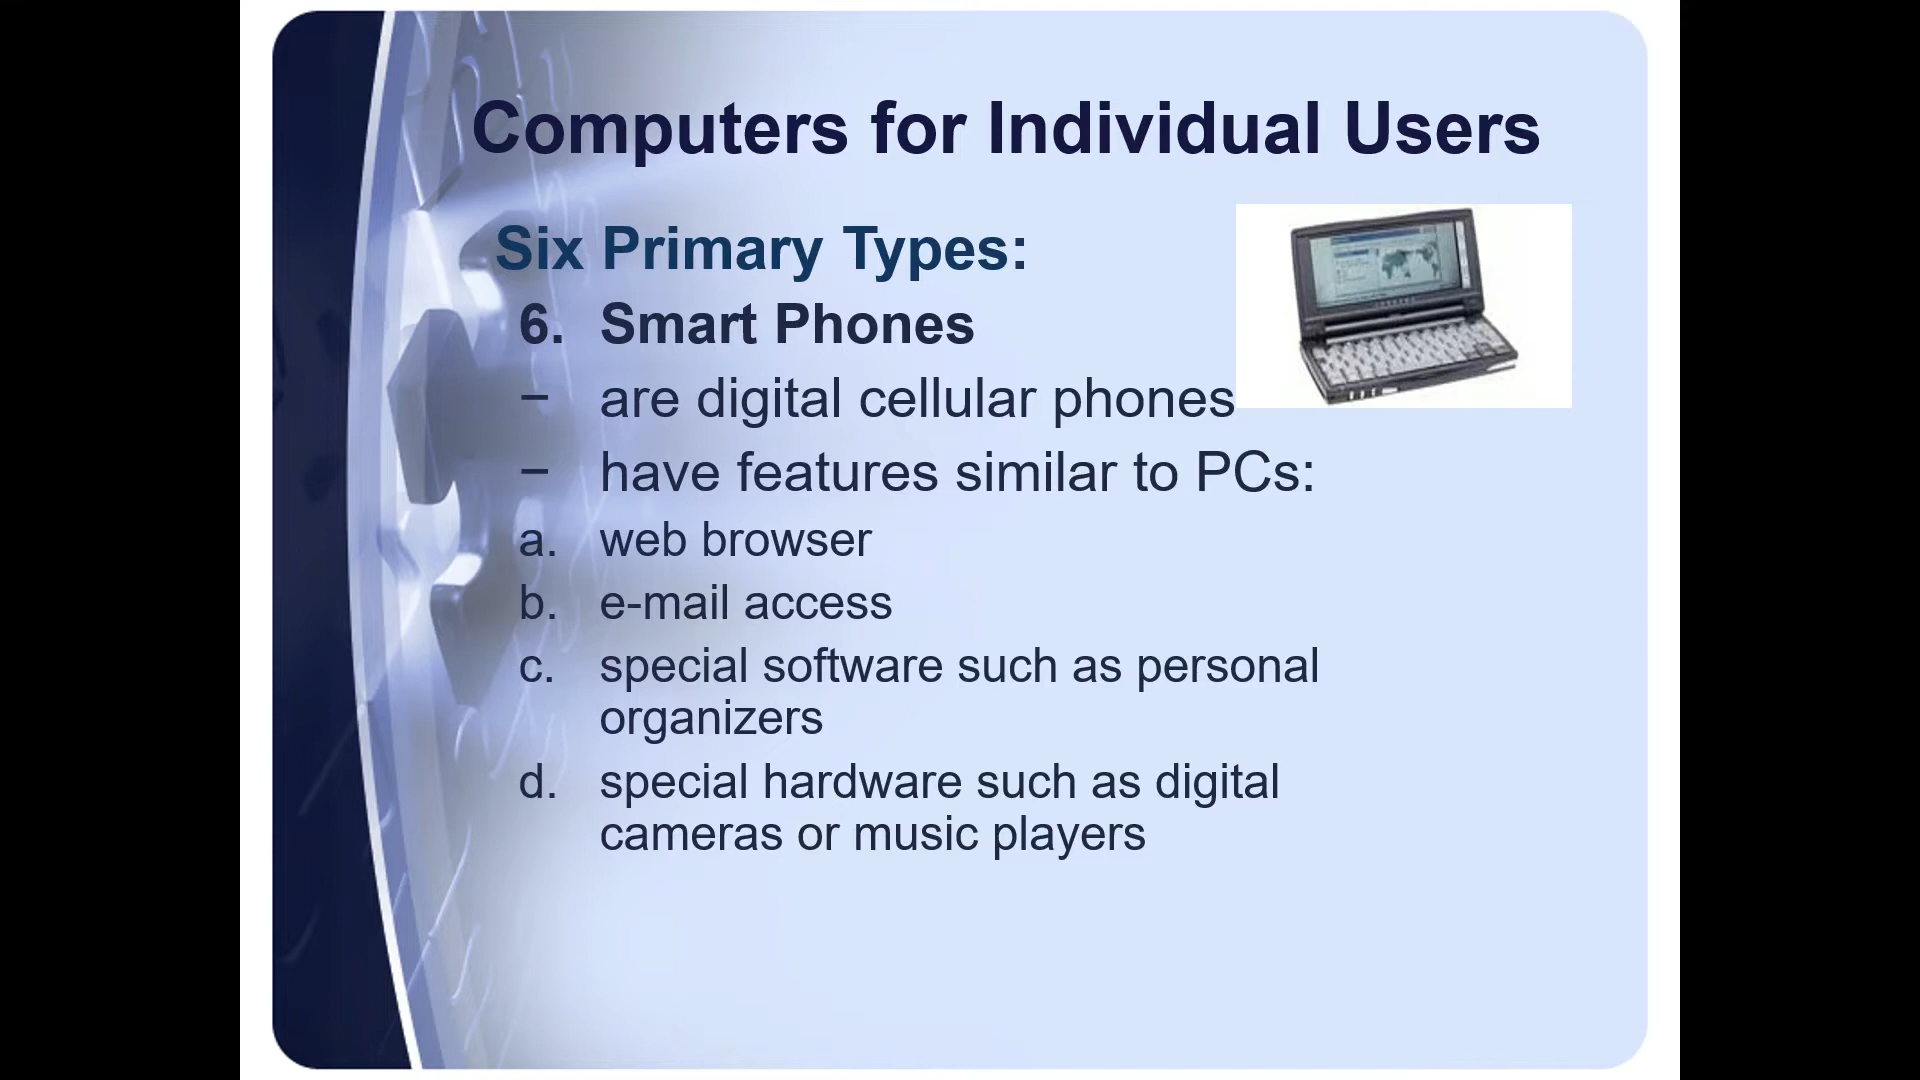 Computers for Individual Users
Six Primary Types:
6. Smart Phones
– are digital cellular phones
– have features similar to PCs:
a. web browser
b. e-mail access
c. special software such as personal
organizers
d. special hardware such as digital
cameras or music players